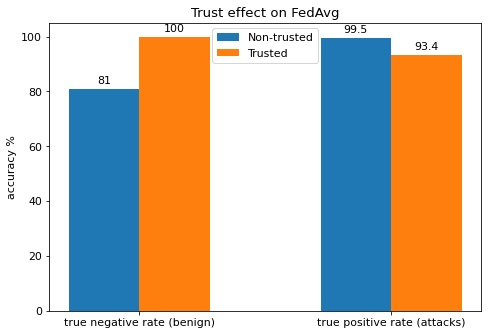 Trust effect on FedAvg
accuracy %
100
80
60
40
20
0
81
100
99.5
93.4
Non-trusted
Trusted
true negative rate (benign)
true positive rate (attacks)